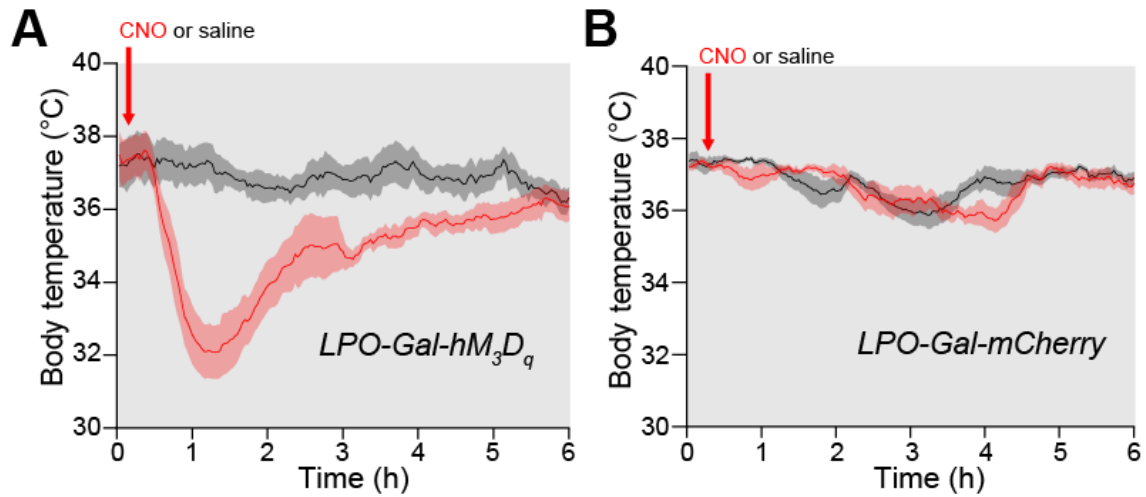 A
CNO or saline
Body temperature (°C)
40
38
36
34
32
30
LPO-Gal-hM₃D_q
0 1 2 3 4 5 6
Time (h)
B
CNO or saline
Body temperature (°C)
40
38
36
34
32
30
LPO-Gal-mCherry
0 1 2 3 4 5 6
Time (h)